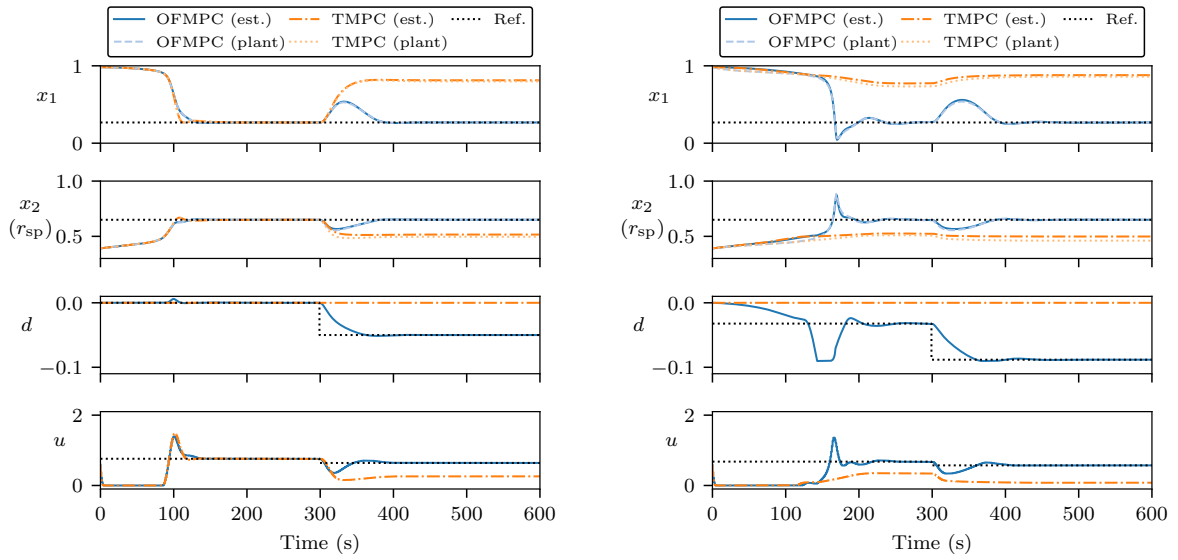 OFMPC (est.) TMPC (est.) Ref.
OFMPC (plant) TMPC (plant)
1
x1
0
1.0
x2
(rsp)
0.5
0.0
d
−0.1
2
u
0
0 100 200 300 400 500 600
Time (s)
OFMPC (est.) TMPC (est.) Ref.
OFMPC (plant) TMPC (plant)
1
x1
0
1.0
x2
(rsp)
0.5
0.0
d
−0.1
2
u
0
0 100 200 300 400 500 600
Time (s)